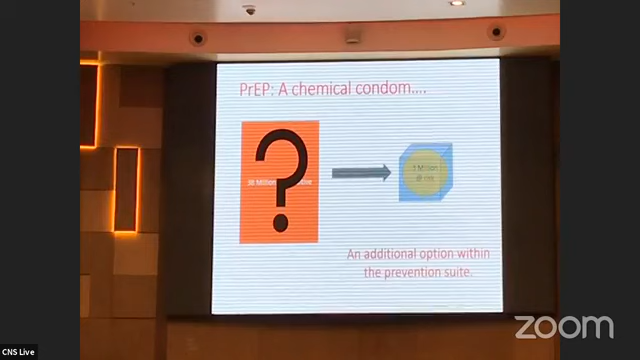 PrEP: A chemical condom....
?
An additional option within
the prevention suite.
zoom
CNS Live